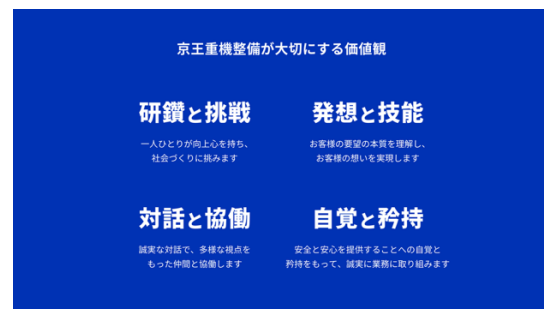 京王重機整備が大切にする価値観
研鑽と挑戦
一人ひとりが向上心を持ち、
社会づくりに挑みます
発想と技能
お客様の要望の本質を理解し、
お客様の想いを実現します
対話と協働
誠実な対話で、多様な視点を
もった仲間と協働します
自覚と矜持
安全と安心を提供することへの自覚と
矜持をもって、誠実に業務に取り組みます